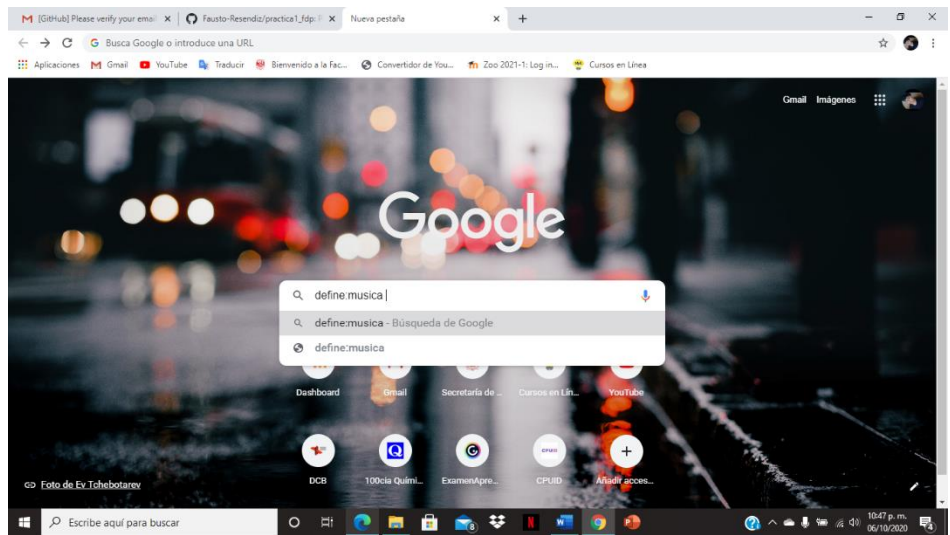 [GitHub] Please verify your emai
Fausto-Resendiz/practica1_fdp: F
Nueva pestaña
Busca Google o introduce una URL
Aplicaciones
Gmail
YouTube
Traducir
Bienvenido a la Fac...
Convertidor de You...
Zoo 2021-1: Log in...
Cursos en Línea
Gmail Imágenes
Google
define:musica
define:musica - Búsqueda de Google
define:musica
Dashboard
Gmail
Secretaría de ...
Cursos en Lín...
YouTube
DCB
100cia Quími...
ExamenApre...
CPUID
Añadir acces...
Foto de Ev Tchebotarev
Escribe aquí para buscar
10:47 p. m.
06/10/2020